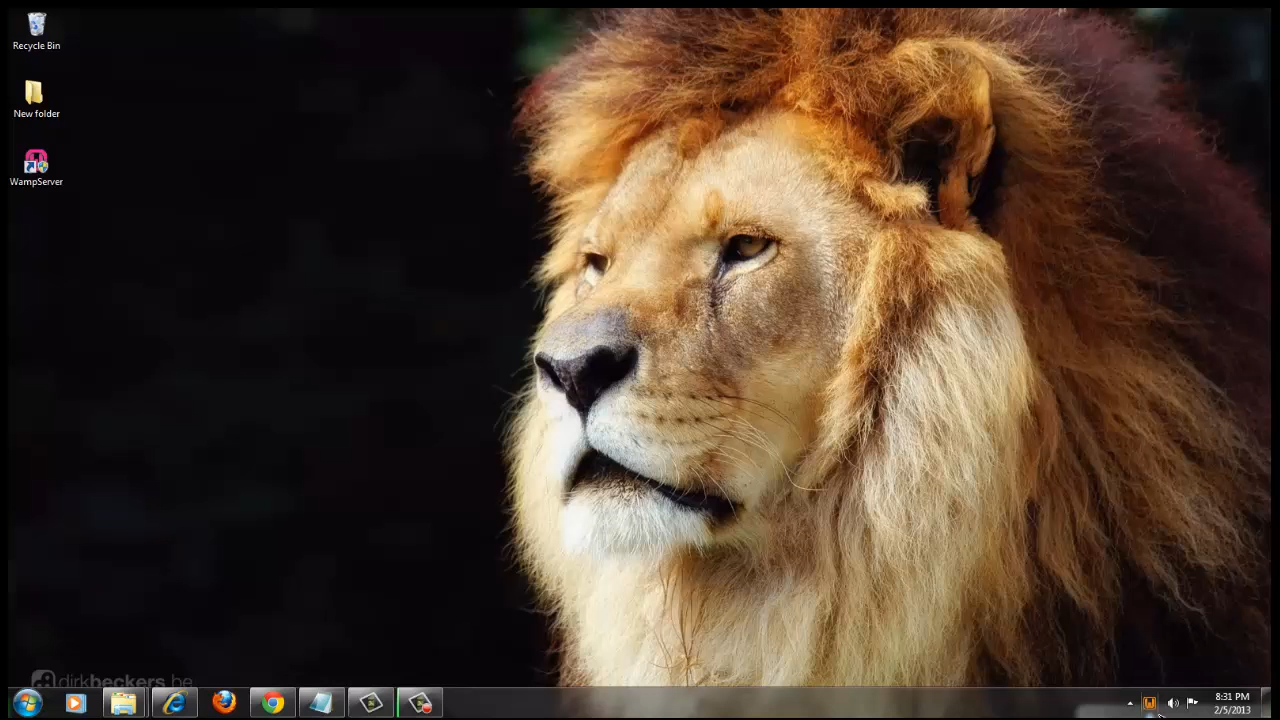 Recycle Bin
New folder
WampServer
dirkbeckers.be
8:31 PM
2/5/2013